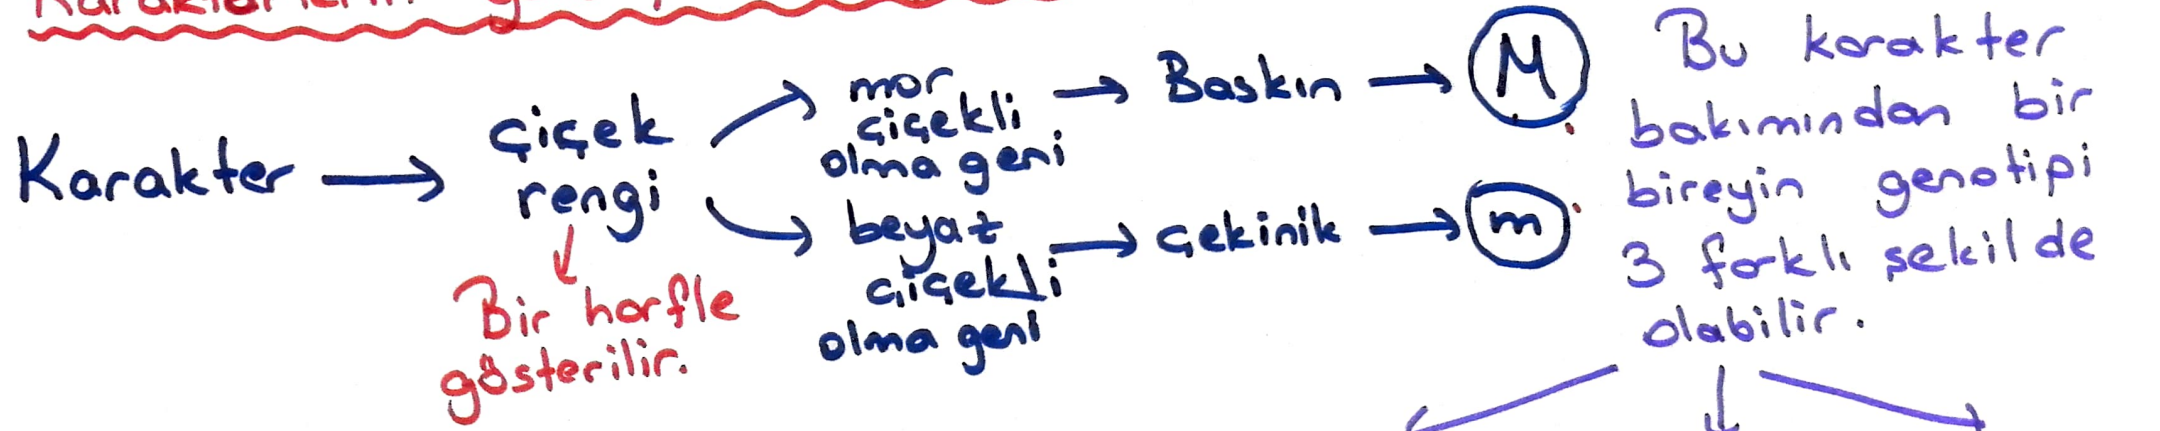 Karakter → çiçek rengi
Bir harfle
gösterilir.
mor
çiçekli
olma geni → Baskın → M
beyaz
çiçekli
olma geni → çekinik → m
Bu karakter
bakımından bir
bireyin genotipi
3 farklı şekilde
olabilir.